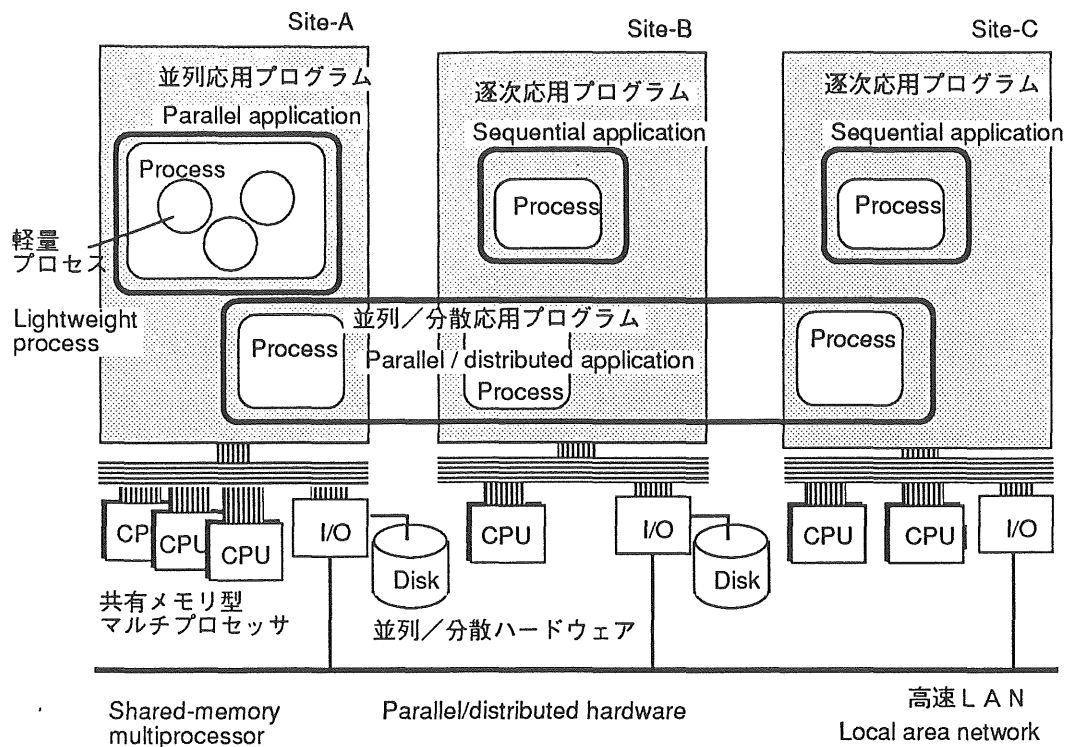 Site-A
Site-B
Site-C
並列応用プログラム
Parallel application
逐次応用プログラム
Sequential application
逐次応用プログラム
Sequential application
Process
Process
Process
軽量
プロセス
Lightweight
process
並列／分散応用プログラム
Parallel / distributed application
Process
Process
Process
CPU
CPU
CPU
I/O
Disk
CPU
I/O
Disk
CPU
CPU
I/O
共有メモリ型
マルチプロセッサ
並列／分散ハードウェア
高速ＬＡＮ
Shared-memory
multiprocessor
Parallel/distributed hardware
Local area network